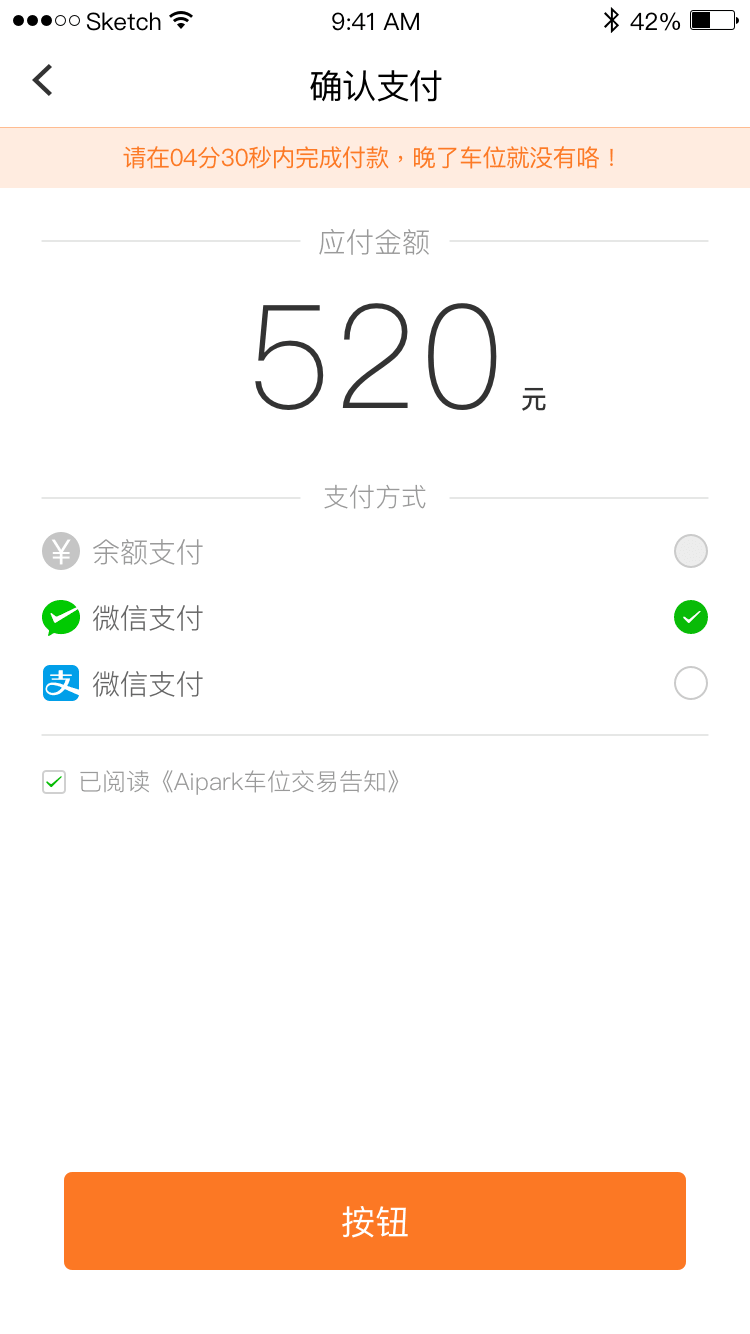 Sketch 9:41 AM 42%
确认支付
请在04分30秒内完成付款，晚了车位就没有咯！
应付金额
520 元
支付方式
余额支付
微信支付
微信支付
已阅读《Aipark车位交易告知》
按钮